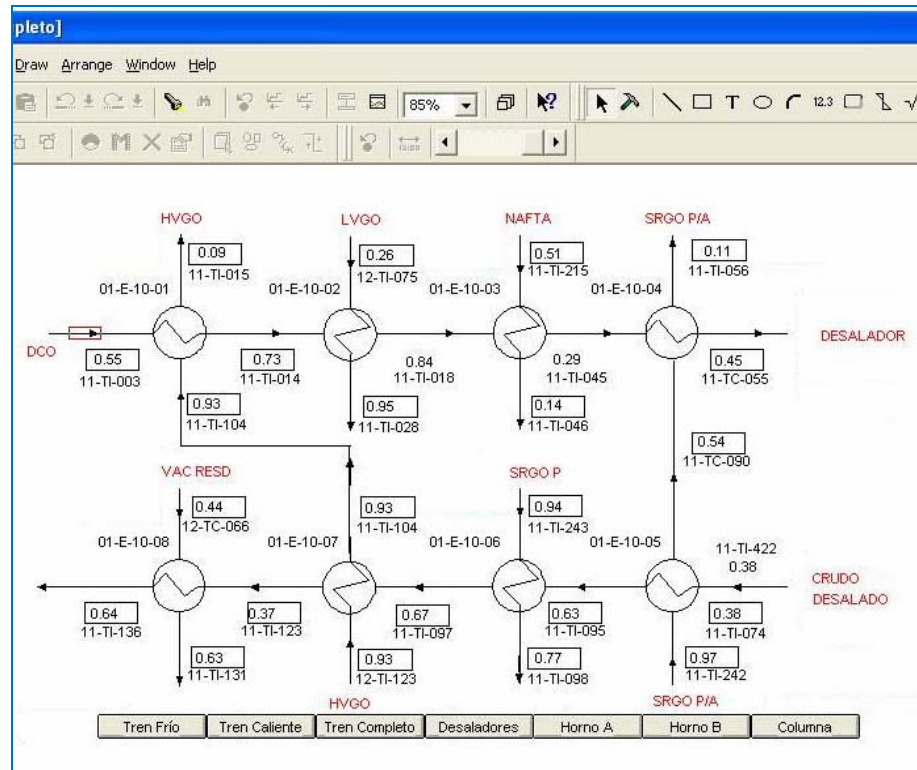 pleto]
Draw Arrange Window Help
85% 12.3
HVGO LVGO NAFTA SRGO P/A
0.09 0.26 0.51 0.11
11-TI-015 12-TI-075 11-TI-215 11-TI-056
01-E-10-01 01-E-10-02 01-E-10-03 01-E-10-04
DCO DESALADOR
0.55 0.73 0.84 0.29 0.45
11-TI-003 11-TI-014 11-TI-018 11-TI-045 11-TC-055
0.93 0.95 0.14
11-TI-104 11-TI-028 11-TI-046
0.54
11-TC-090
VAC RESD SRGO P
0.44 0.93 0.94
12-TC-066 11-TI-104 11-TI-243
01-E-10-08 01-E-10-07 01-E-10-06 01-E-10-05
11-TI-422
0.38
CRUDO
DESALADO
0.64 0.37 0.67 0.63 0.38
11-TI-136 11-TI-123 11-TI-097 11-TI-095 11-TI-074
0.63 0.93 0.77 0.97
11-TI-131 12-TI-123 11-TI-098 11-TI-242
HVGO SRGO P/A
Tren Frío Tren Caliente Tren Completo Desaladores Horno A Horno B Columna